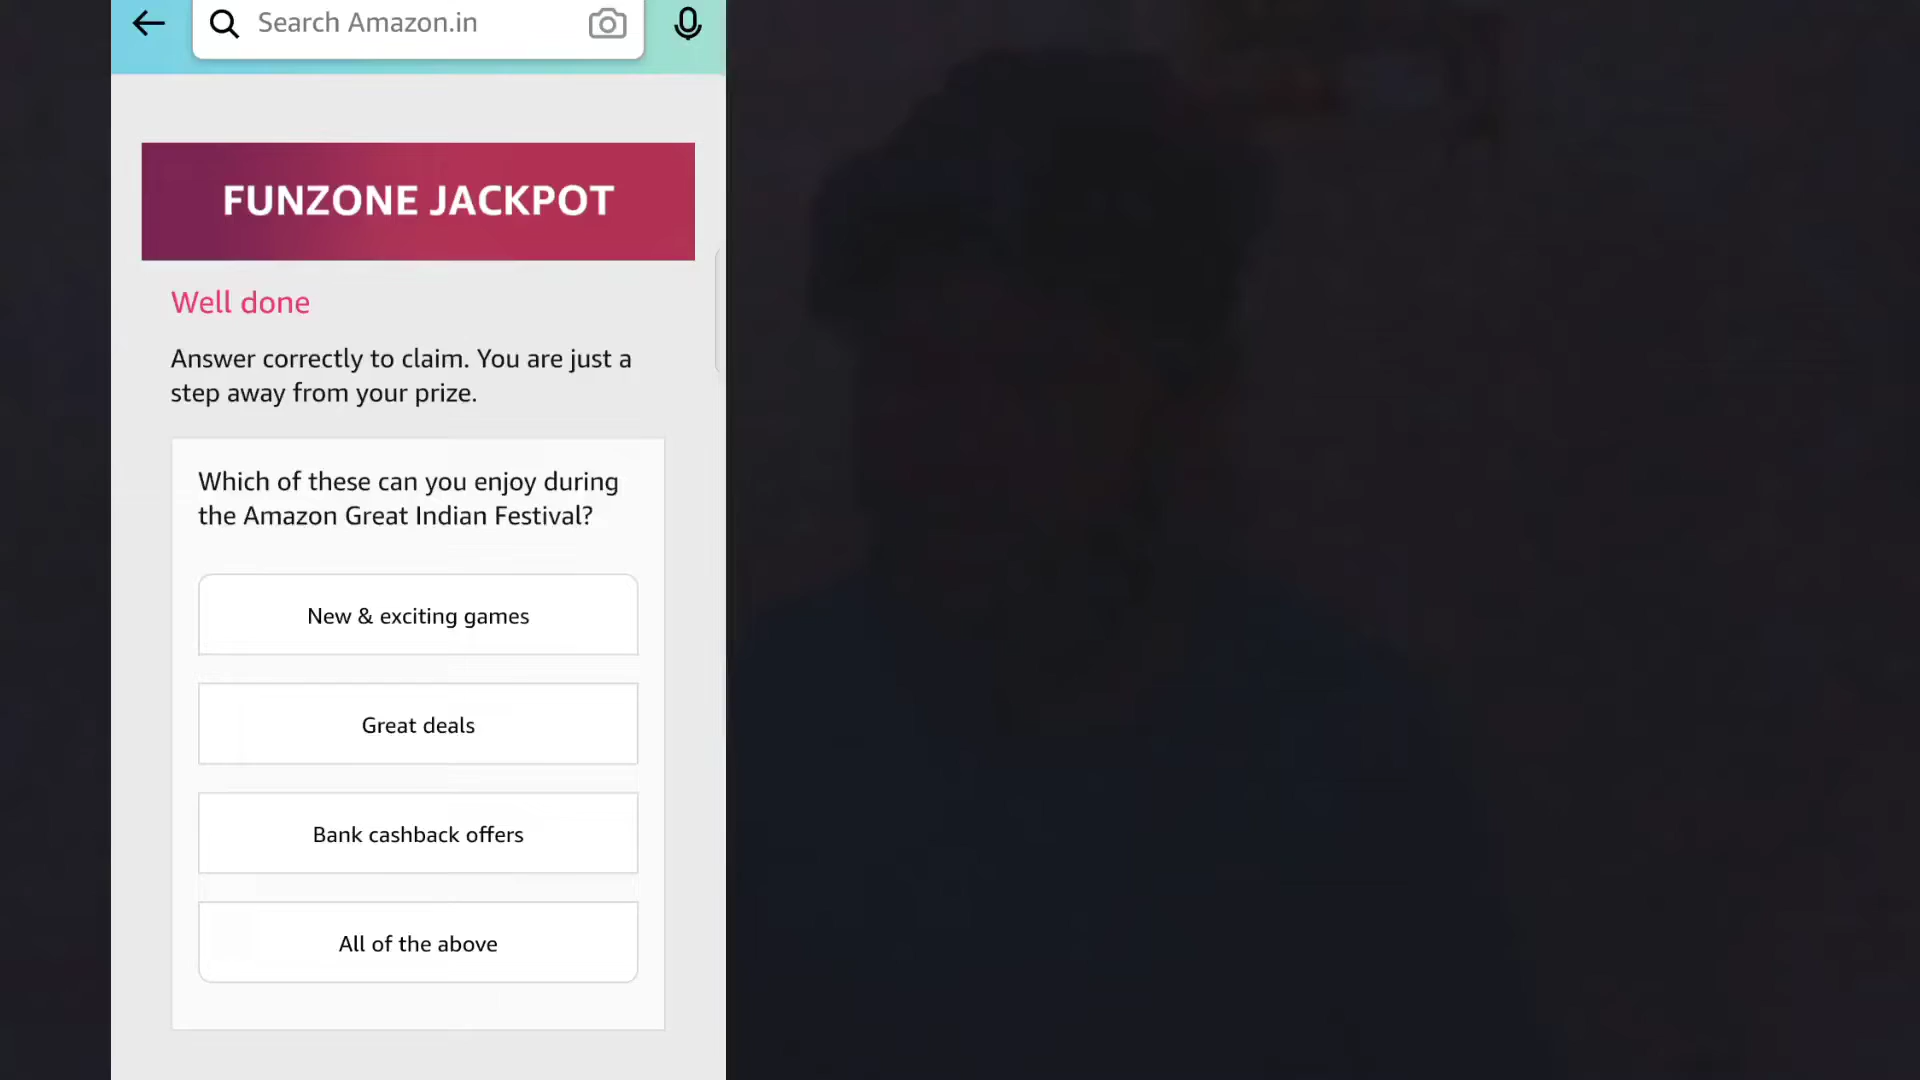 Search Amazon.in
FUNZONE JACKPOT
Well done
Answer correctly to claim. You are just a
step away from your prize.
Which of these can you enjoy during
the Amazon Great Indian Festival?
New & exciting games
Great deals
Bank cashback offers
All of the above